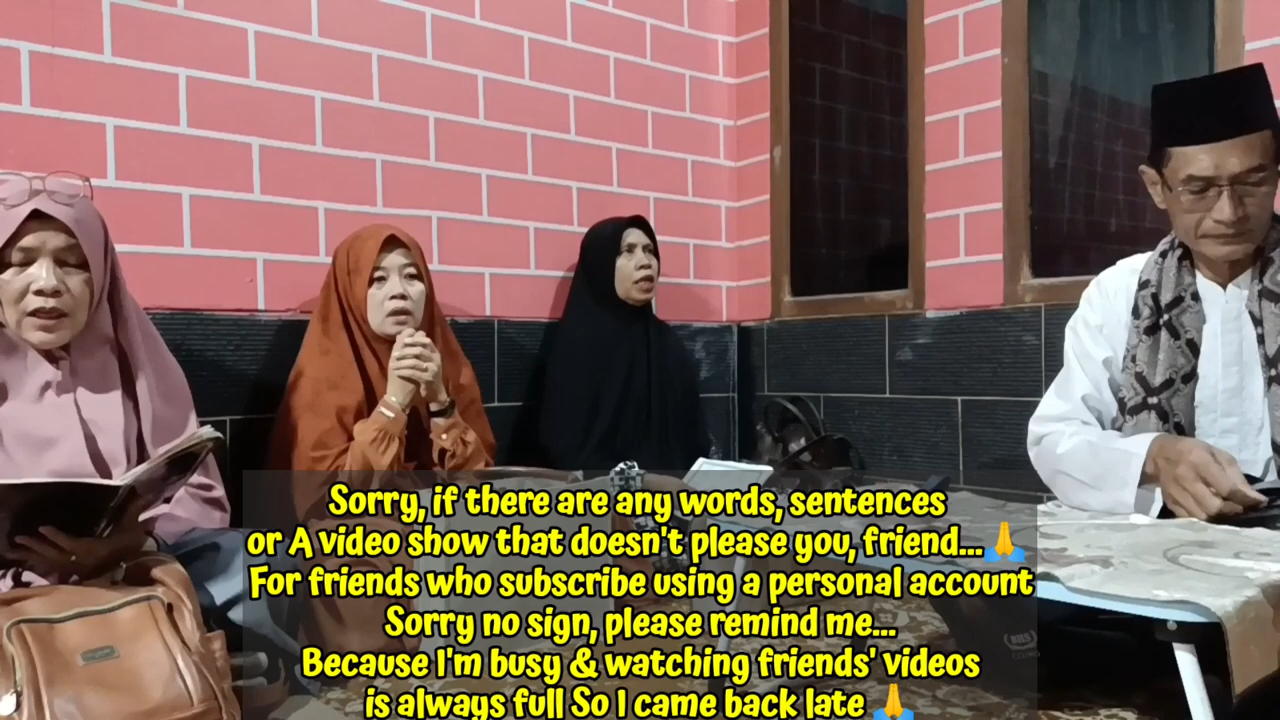 Sorry, if there are any words, sentences
or A video show that doesn't please you, friend...🙏
For friends who subscribe using a personal account
Sorry no sign, please remind me...
Because I'm busy & watching friends' videos
is always full So I came back late 🙏